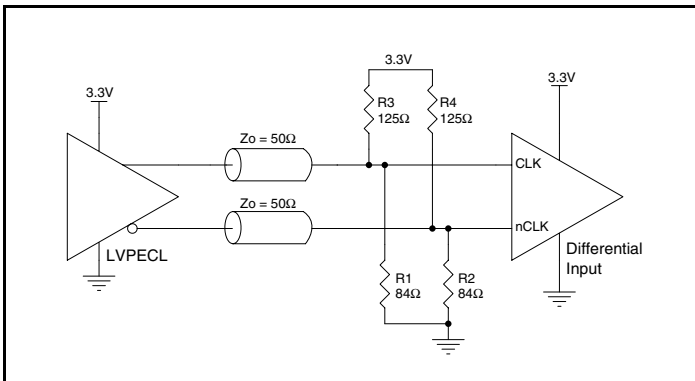 3.3V
3.3V
3.3V
R3
125Ω
R4
125Ω
Zo = 50Ω
CLK
Zo = 50Ω
nCLK
LVPECL
Differential
Input
R1
84Ω
R2
84Ω